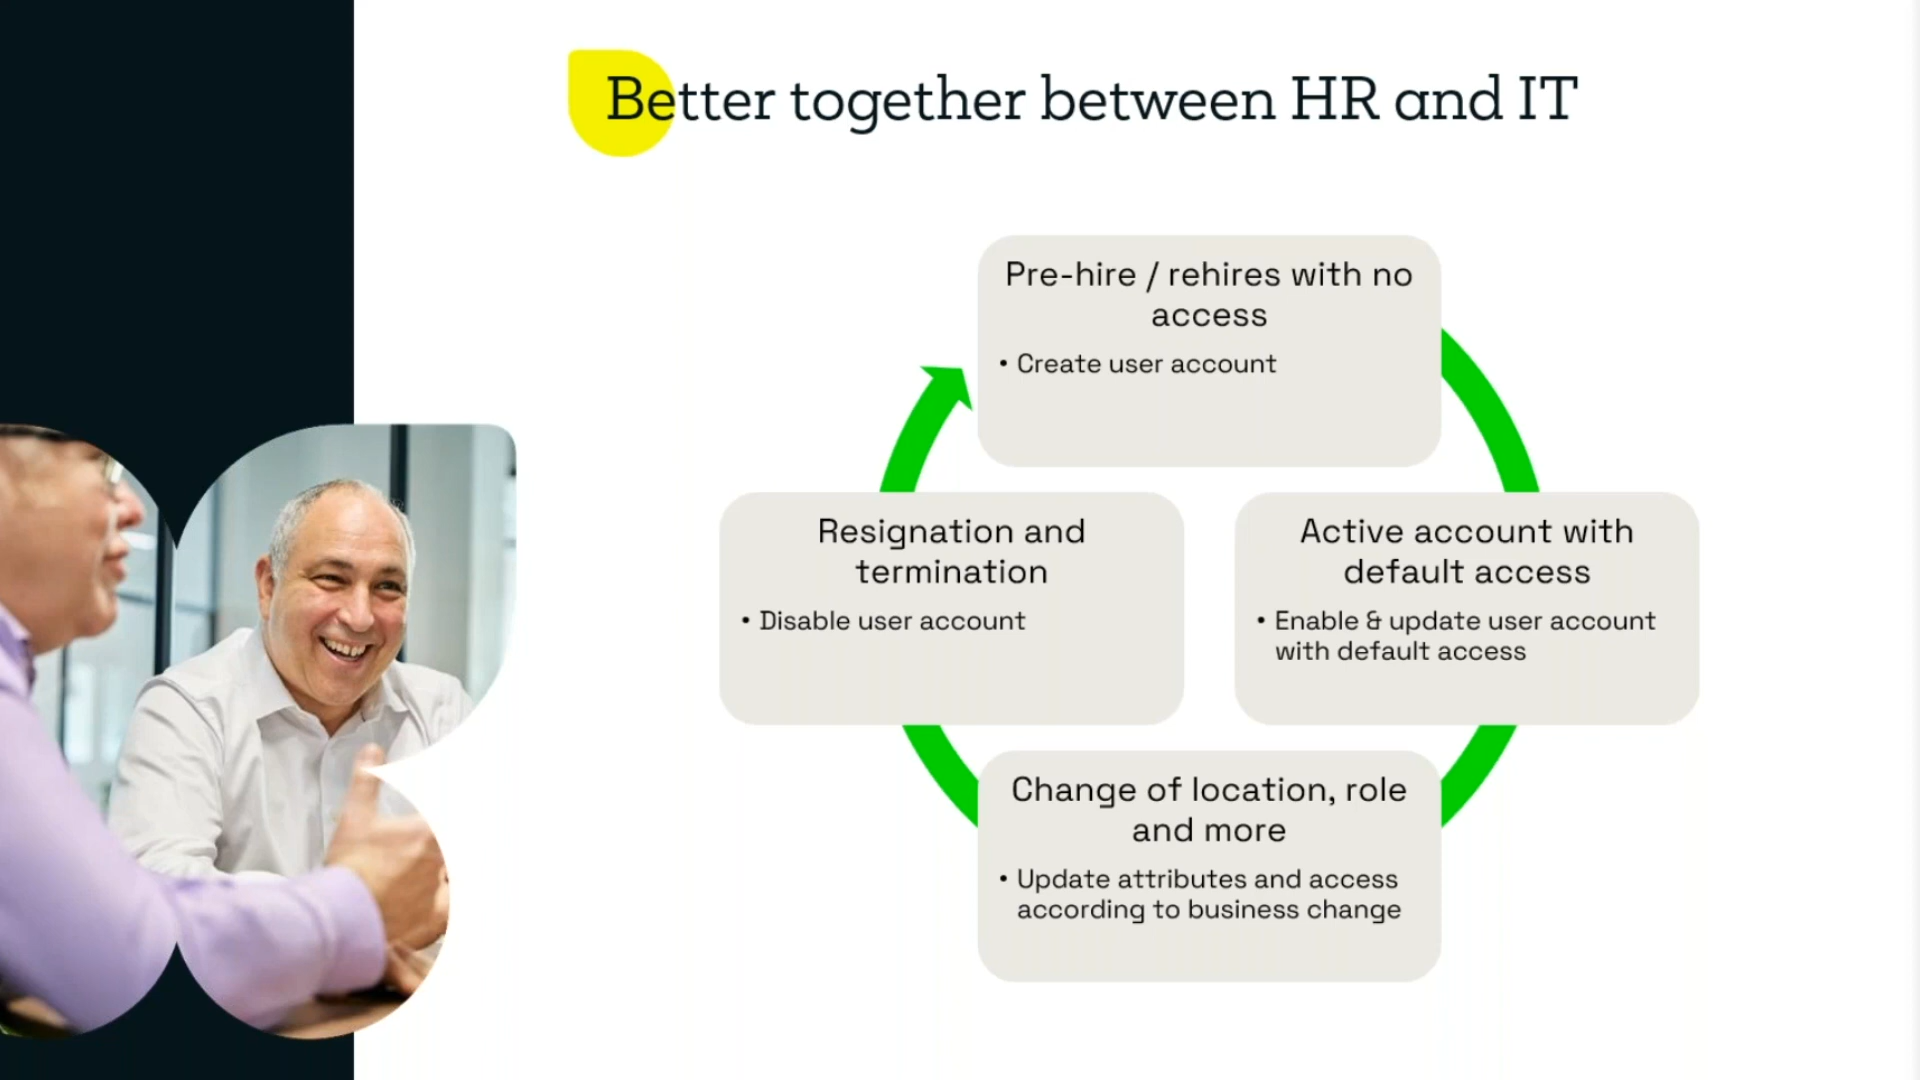 Better together between HR and IT
Pre-hire / rehires with no
access
• Create user account
Active account with
default access
• Enable & update user account
with default access
Change of location, role
and more
• Update attributes and access
according to business change
Resignation and
termination
• Disable user account